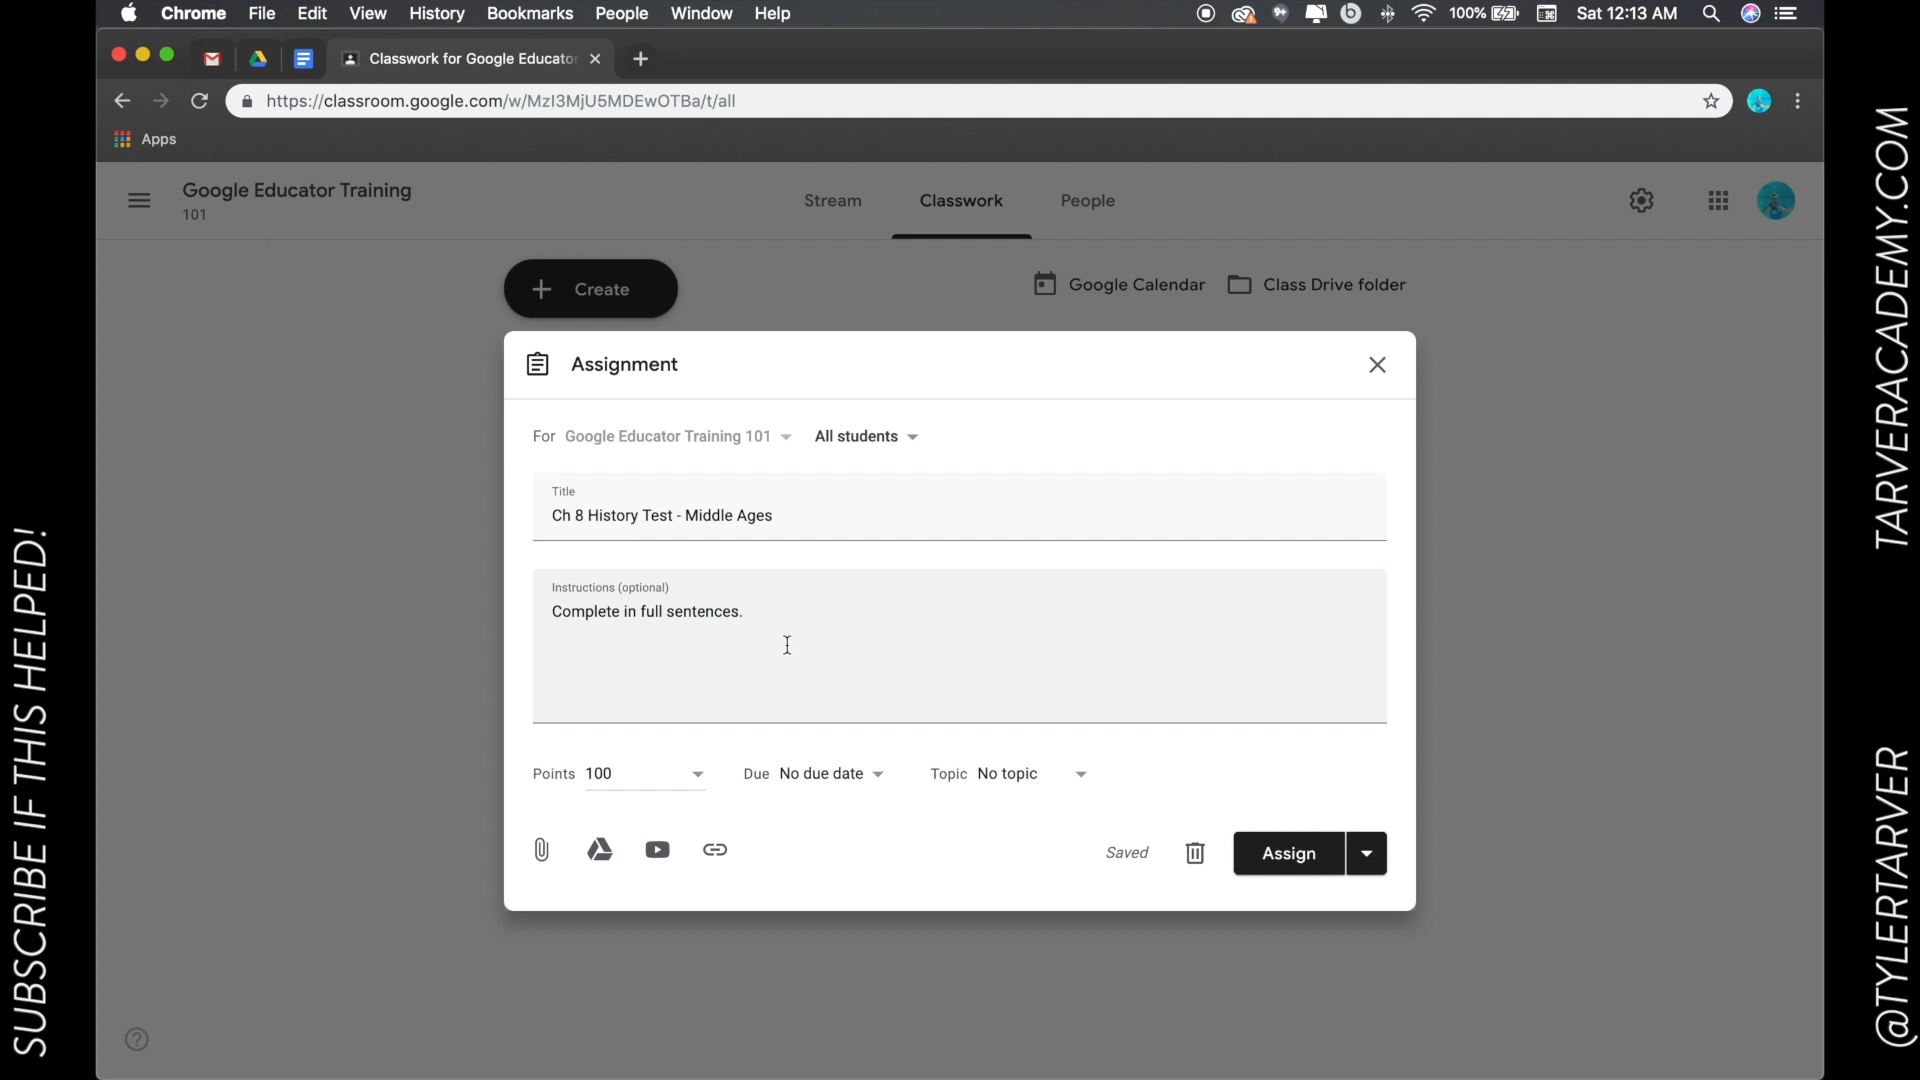 Chrome File Edit View History Bookmarks People Window Help
9+ 100% Sat 12:13 AM
Classwork for Google Educator
https://classroom.google.com/w/MzI3MjU5MDEwOTBa/t/all
Apps
Google Educator Training
101
Stream Classwork People
Create
Google Calendar Class Drive folder
Assignment
For Google Educator Training 101 All students
Title
Ch 8 History Test - Middle Ages
Instructions (optional)
Complete in full sentences.
Points 100 Due No due date Topic No topic
Saved Assign
SUBSCRIBE IF THIS HELPED!
TARVERACADEMY.COM
@TYLERTARVER